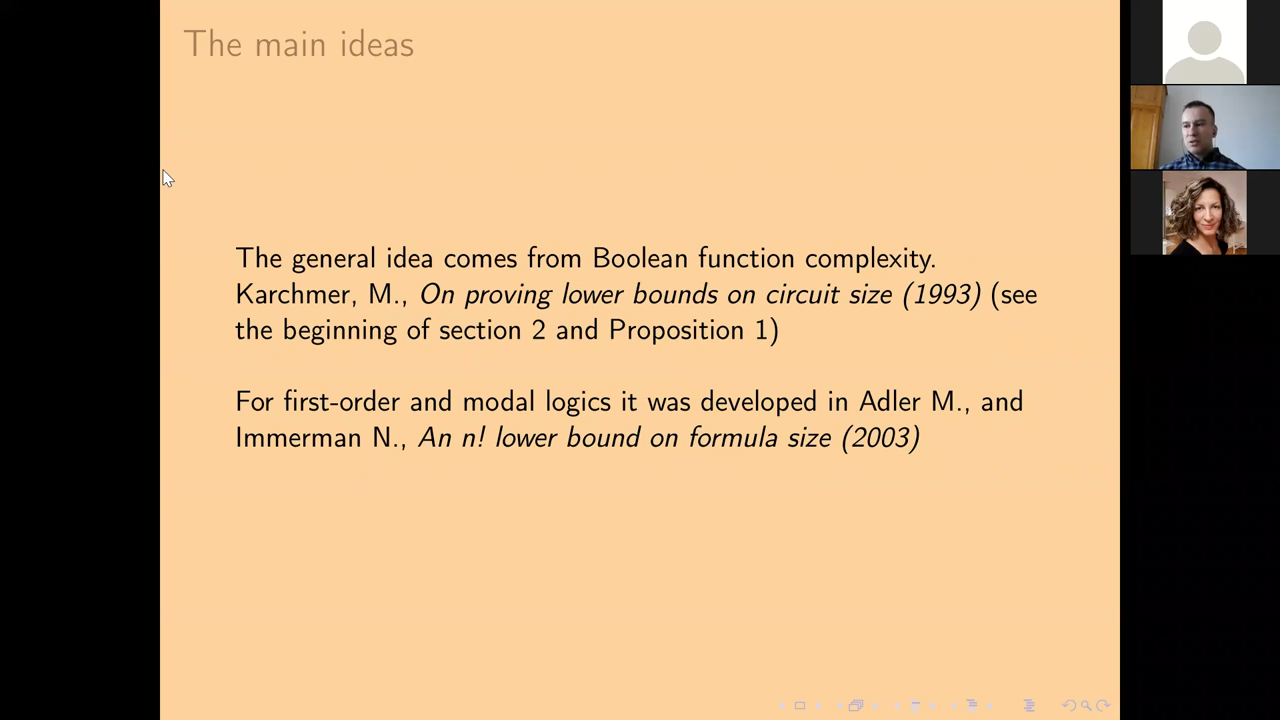 The main ideas
The general idea comes from Boolean function complexity.
Karchmer, M., On proving lower bounds on circuit size (1993) (see
the beginning of section 2 and Proposition 1)
For first-order and modal logics it was developed in Adler M., and
Immerman N., An n! lower bound on formula size (2003)